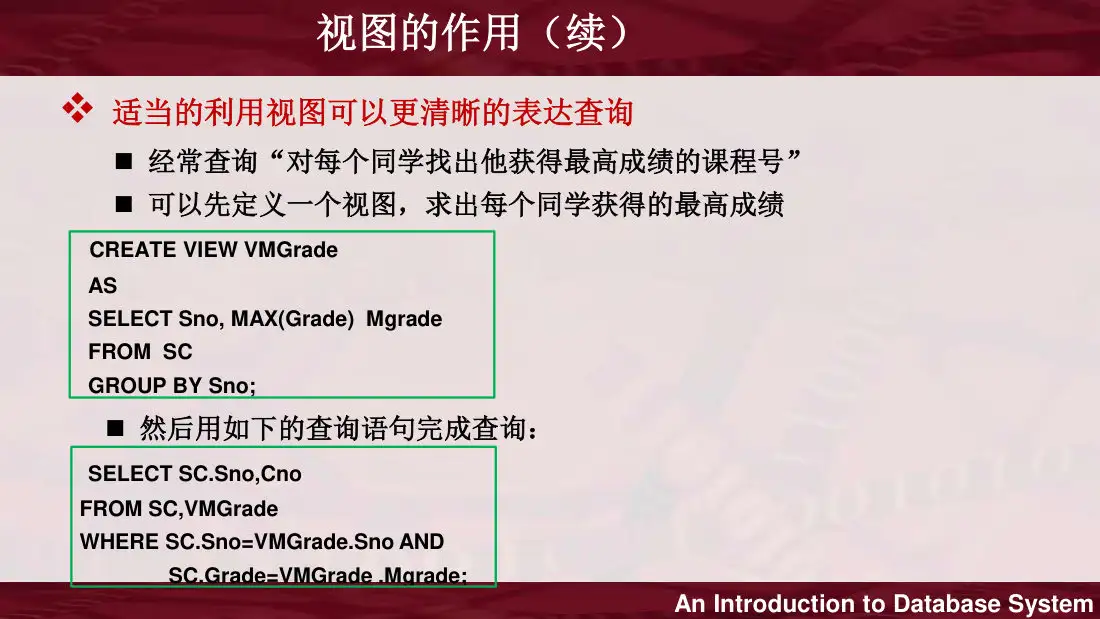 视图的作用（续）
适当的利用视图可以更清晰的表达查询
经常查询“对每个同学找出他获得最高成绩的课程号”
可以先定义一个视图，求出每个同学获得的最高成绩
CREATE VIEW VMGrade
AS
SELECT Sno, MAX(Grade) Mgrade
FROM SC
GROUP BY Sno;
然后用如下的查询语句完成查询：
SELECT SC.Sno,Cno
FROM SC,VMGrade
WHERE SC.Sno=VMGrade.Sno AND
SC.Grade=VMGrade .Mgrade;
An Introduction to Database System